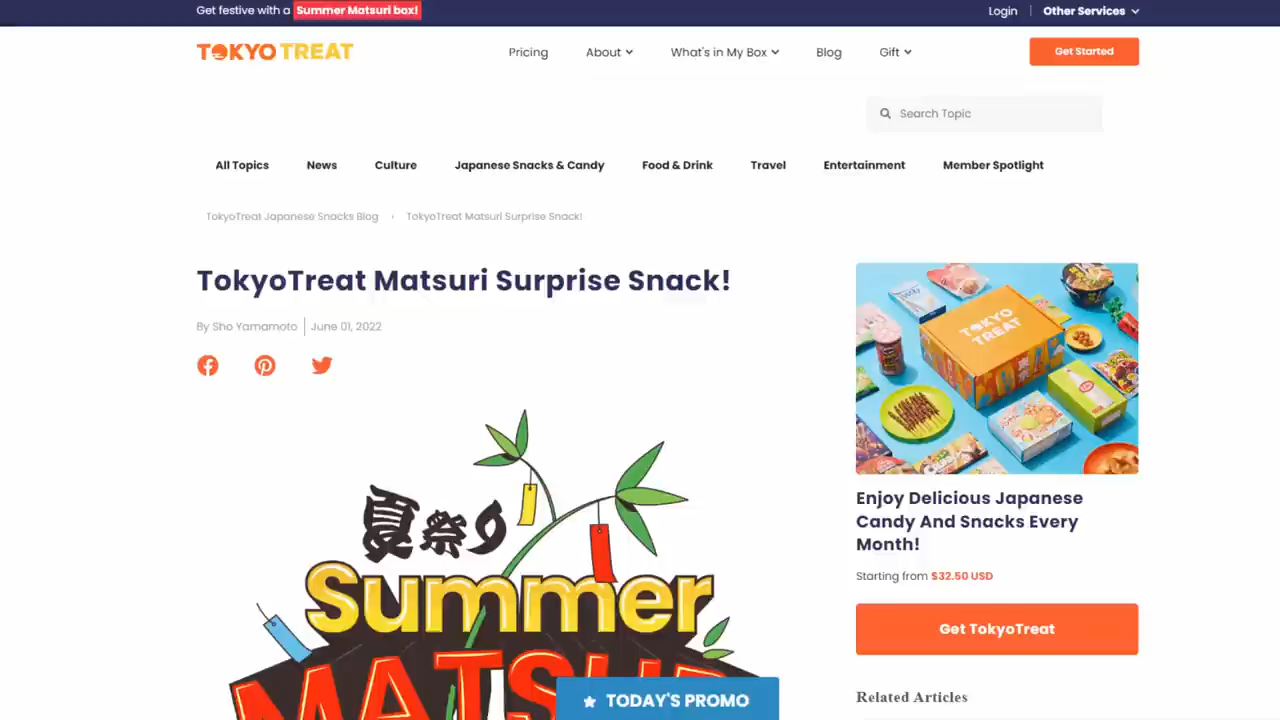 Get festive with a Summer Matsuri box!
Login
Other Services
TOKYO TREAT
Pricing
About
What's in My Box
Blog
Gift
Get Started
Search Topic
All Topics
News
Culture
Japanese Snacks & Candy
Food & Drink
Travel
Entertainment
Member Spotlight
TokyoTreat Japanese Snacks Blog › TokyoTreat Matsuri Surprise Snack!
TokyoTreat Matsuri Surprise Snack!
By Sho Yamamoto | June 01, 2022
夏祭り
Summer
TODAY'S PROMO
TOKYO
TREAT
Enjoy Delicious Japanese
Candy And Snacks Every
Month!
Starting from $32.50 USD
Get TokyoTreat
Related Articles